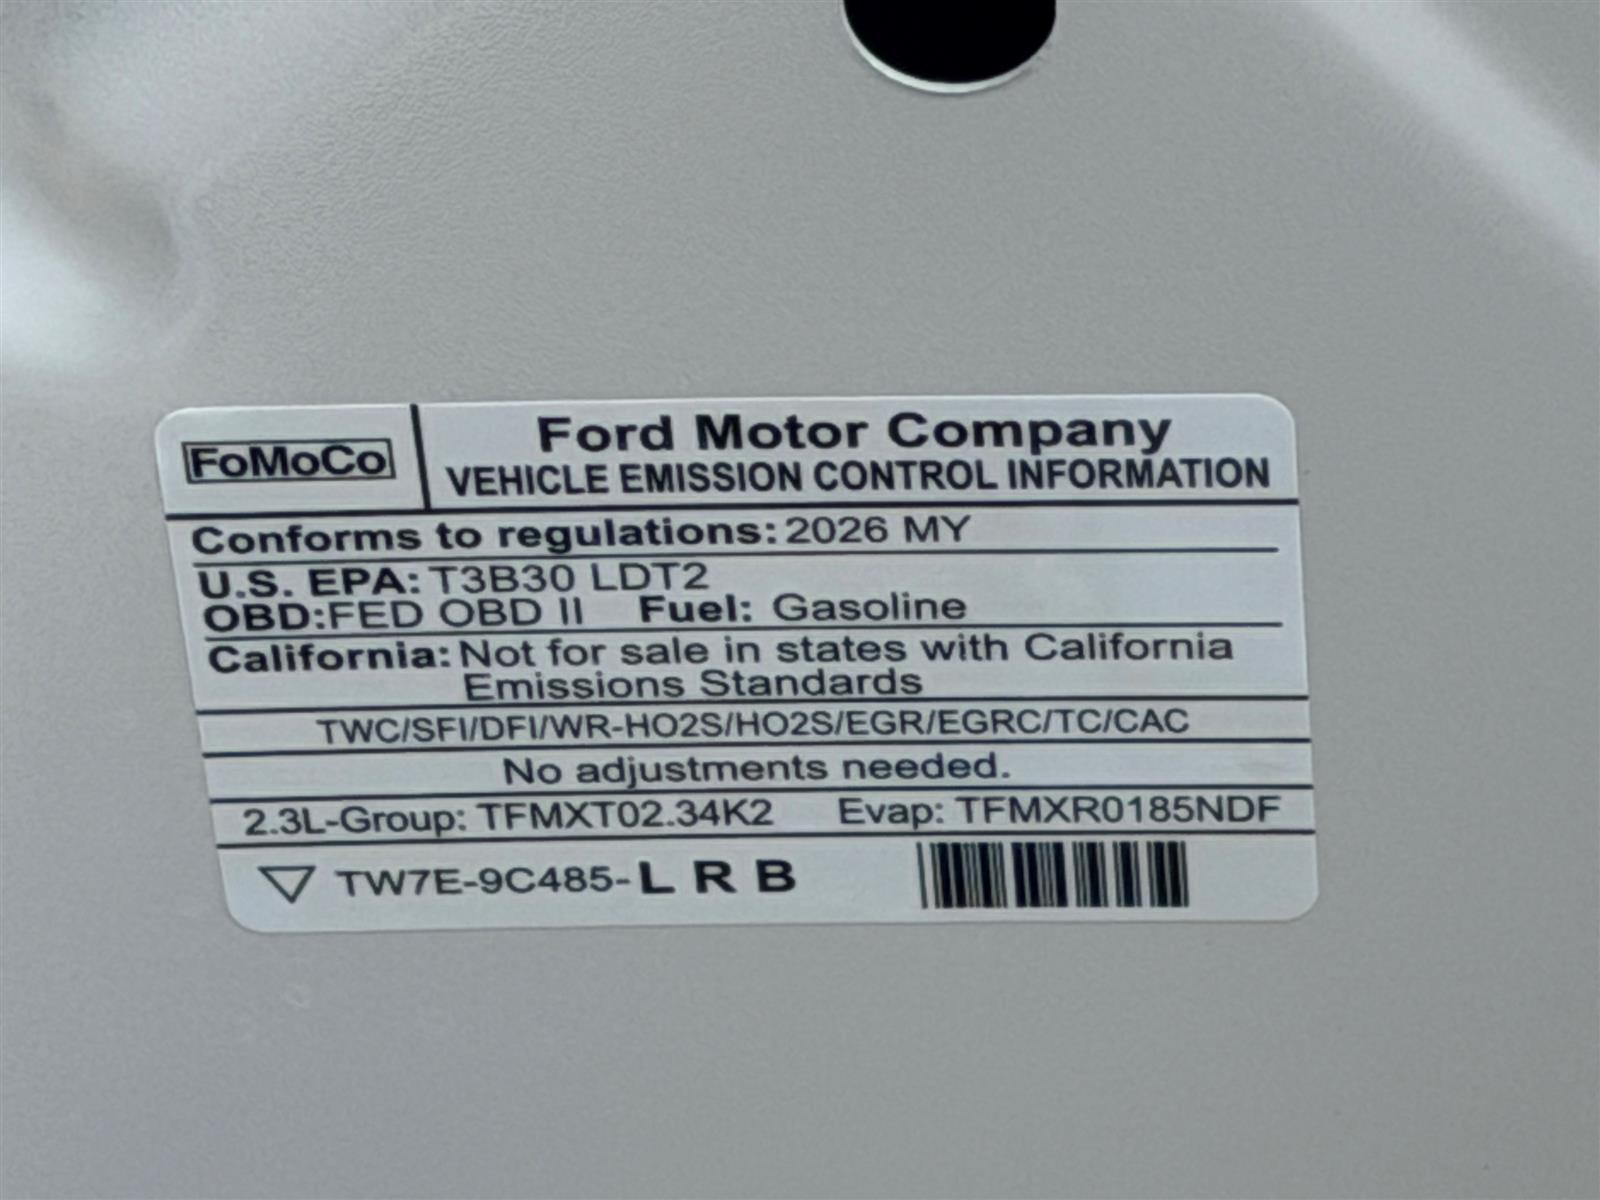 FoMoCo
Ford Motor Company
VEHICLE EMISSION CONTROL INFORMATION
Conforms to regulations: 2026 MY
U.S. EPA: T3B30 LDT2
OBD:FED OBD II Fuel: Gasoline
California: Not for sale in states with California
Emissions Standards
TWC/SFI/DFI/WR-HO2S/HO2S/EGR/EGRC/TC/CAC
No adjustments needed.
2.3L-Group: TFMXT02.34K2 Evap: TFMXR0185NDF
TW7E-9C485-L R B